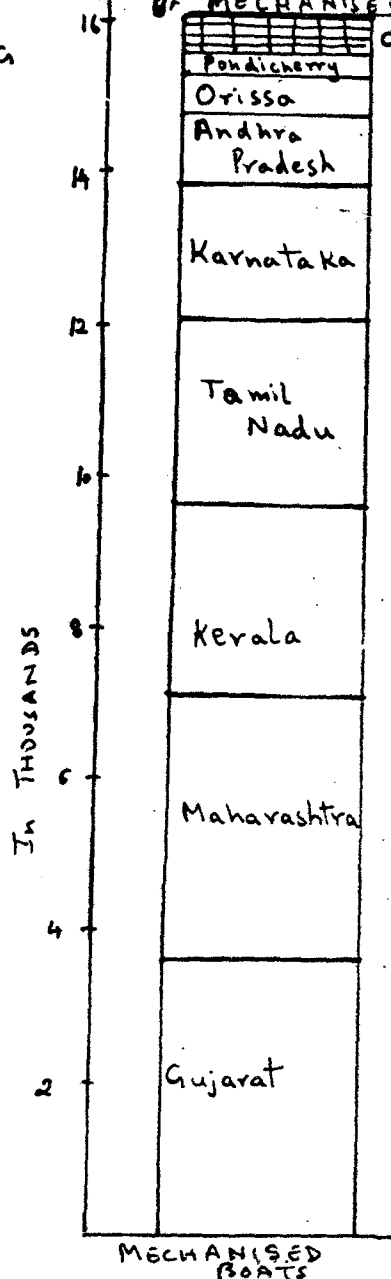 MECHANISE
16
Pondicherry
Orissa
Andhra
Pradesh
14
Karnataka
12
Tamil
Nadu
10
8
Kerala
In THOUSANDS
6
Maharashtra
4
Gujarat
2
MECHANISED
BOATS